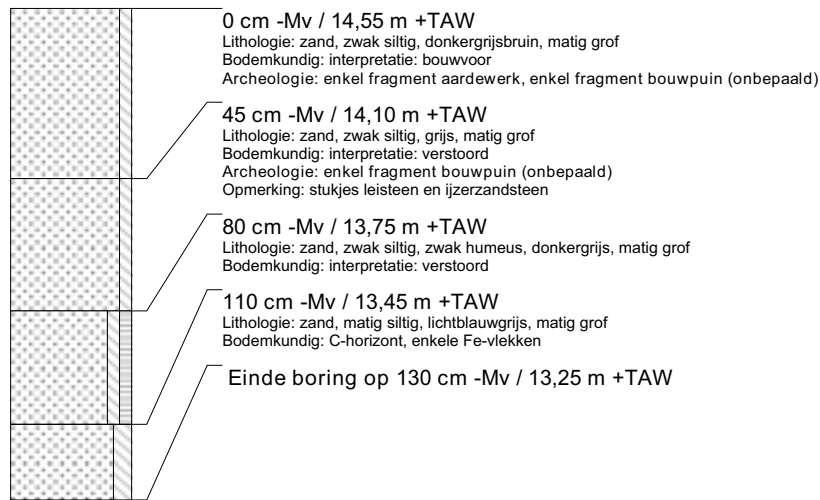 0 cm -Mv / 14,55 m +TAW
Lithologie: zand, zwak siltig, donkergrijsbruin, matig grof
Bodemkundig: interpretatie: bouwvoor
Archeologie: enkel fragment aardewerk, enkel fragment bouwpuin (onbepaald)
45 cm -Mv / 14,10 m +TAW
Lithologie: zand, zwak siltig, grijs, matig grof
Bodemkundig: interpretatie: verstoord
Archeologie: enkel fragment bouwpuin (onbepaald)
Opmerking: stukjes leisteen en ijzerzandsteen
80 cm -Mv / 13,75 m +TAW
Lithologie: zand, zwak siltig, zwak humeus, donkergrijs, matig grof
Bodemkundig: interpretatie: verstoord
110 cm -Mv / 13,45 m +TAW
Lithologie: zand, matig siltig, lichtblauwgrijs, matig grof
Bodemkundig: C-horizont, enkele Fe-vlekken
Einde boring op 130 cm -Mv / 13,25 m +TAW